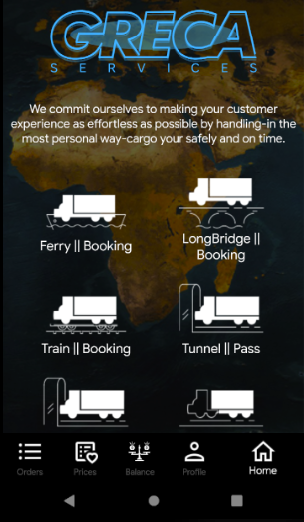 GRECA
SERVICES
We commit ourselves to making your customer
experience as effortless as possible by handling-in the
most personal way-cargo your safely and on time.
Ferry || Booking
LongBridge ||
Booking
Train || Booking
Tunnel || Pass
Orders
Prices
Balance
Profile
Home